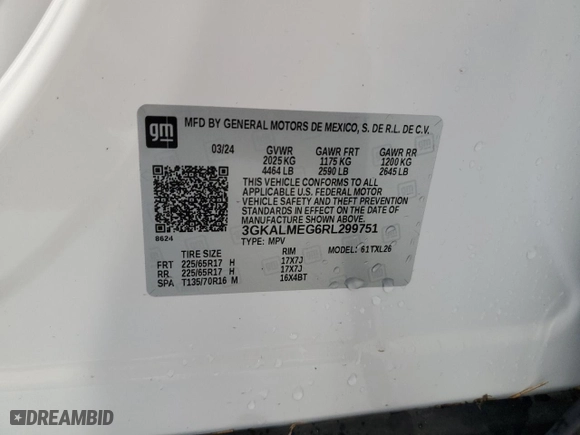 gm
MFD BY GENERAL MOTORS DE MEXICO, S. DE R.L. DE C.V.
03/24 GVWR GAWR FRT GAWR RR
2025 KG 1175 KG 1200 KG
4464 LB 2590 LB 2645 LB
THIS VEHICLE CONFORMS TO ALL
APPLICABLE U.S. FEDERAL MOTOR
VEHICLE SAFETY AND THEFT PREVENTION
STANDARDS IN EFFECT ON THE DATE OF
MANUFACTURE SHOWN ABOVE.
3GKALMEG6RL299751
8624
TYPE: MPV MODEL: 61TXL26
TIRE SIZE RIM
FRT 225/65R17 H 17X7J
RR 225/65R17 H 17X7J
SPA T135/70R16 M 16X4BT
DREAMBID